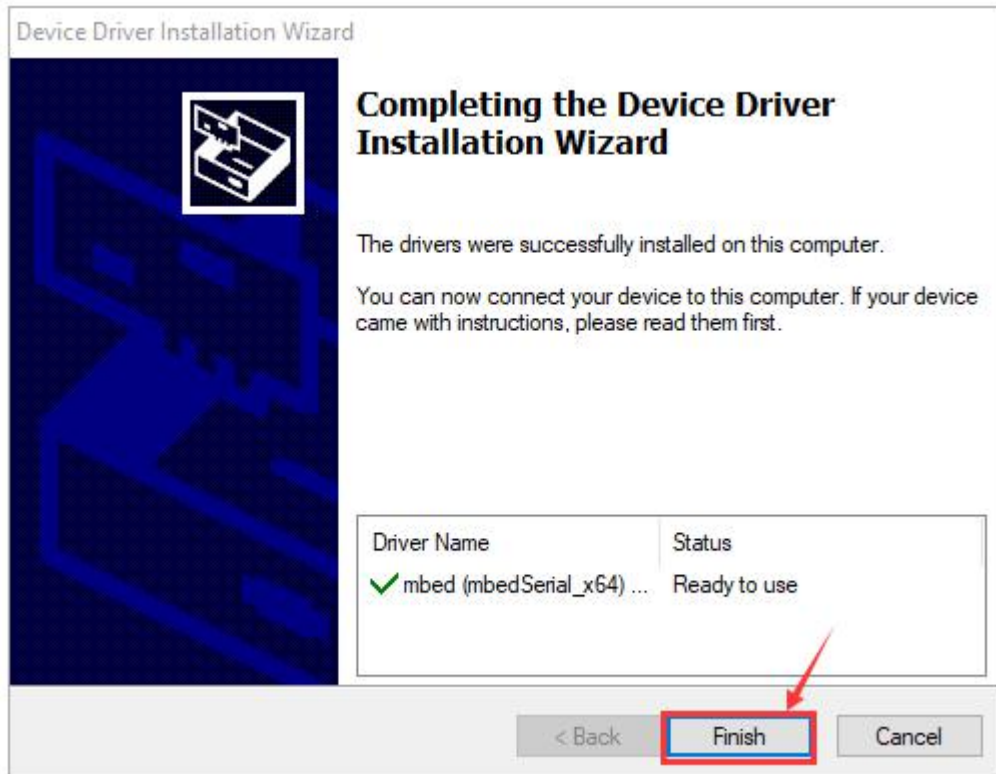 Device Driver Installation Wizard
Completing the Device Driver
Installation Wizard
The drivers were successfully installed on this computer.
You can now connect your device to this computer. If your device
came with instructions, please read them first.
Driver Name Status
mbed (mbedSerial_x64) ... Ready to use
< Back Finish Cancel